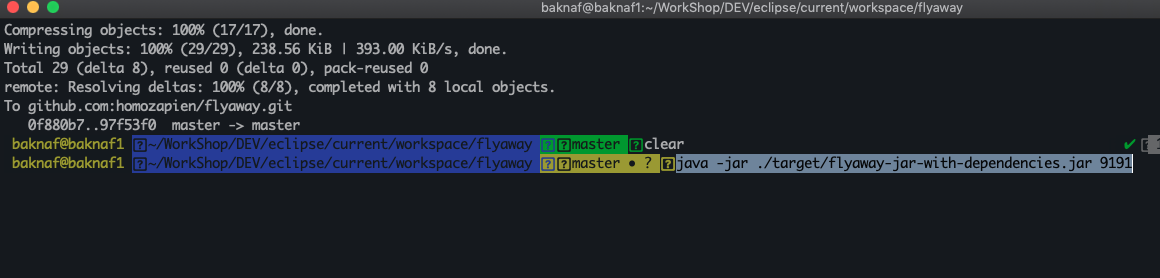 baknaf@baknaf1:~/WorkShop/DEV/eclipse/current/workspace/flyaway
Compressing objects: 100% (17/17), done.
Writing objects: 100% (29/29), 238.56 KiB | 393.00 KiB/s, done.
Total 29 (delta 8), reused 0 (delta 0), pack-reused 0
remote: Resolving deltas: 100% (8/8), completed with 8 local objects.
To github.com:homozapien/flyaway.git
   0f880b7..97f53f0  master -> master
baknaf@baknaf1 ~/WorkShop/DEV/eclipse/current/workspace/flyaway master clear ✔
baknaf@baknaf1 ~/WorkShop/DEV/eclipse/current/workspace/flyaway master • ? java -jar ./target/flyaway-jar-with-dependencies.jar 9191